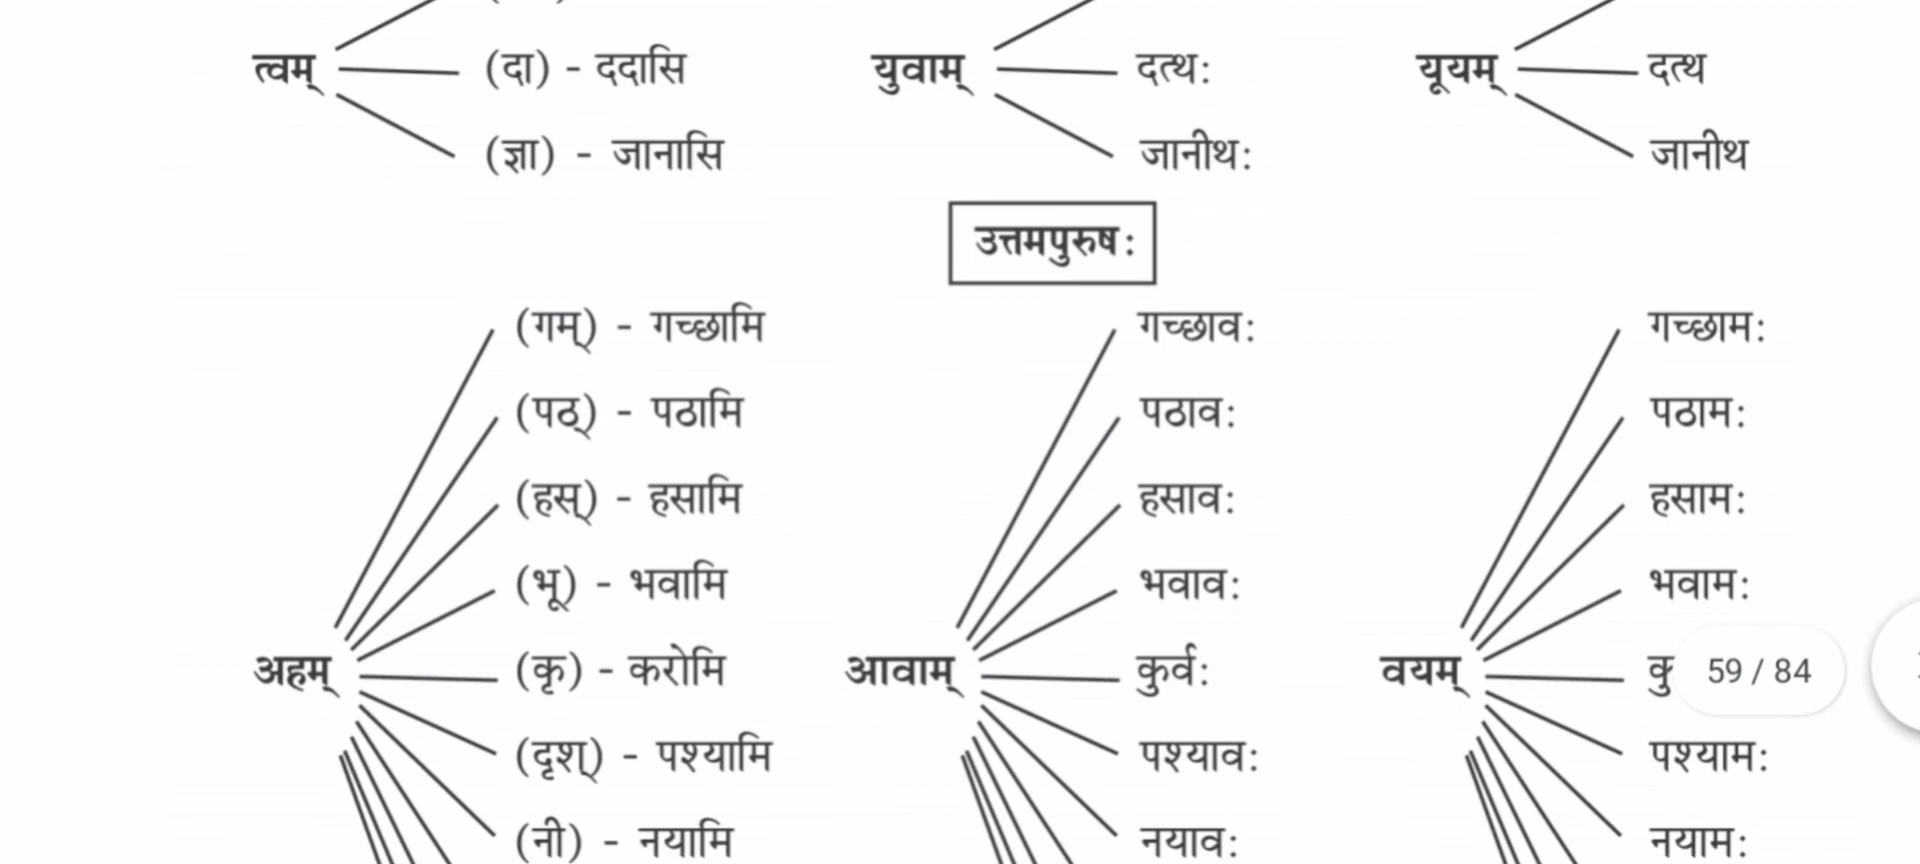 त्वम् (दा) - ददासि युवाम् दत्थः यूयम् दत्थ
(ज्ञा) - जानासि जानीथः जानीथ
उत्तमपुरुषः
(गम्) - गच्छामि गच्छावः गच्छामः
(पठ्) - पठामि पठावः पठामः
(हस्) - हसामि हसावः हसामः
(भू) - भवामि भवावः भवामः
अहम् (कृ) - करोमि आवाम् कुर्वः वयम् 59 / 84
(दृश्) - पश्यामि पश्यावः पश्यामः
(नी) - नयामि नयावः नयामः